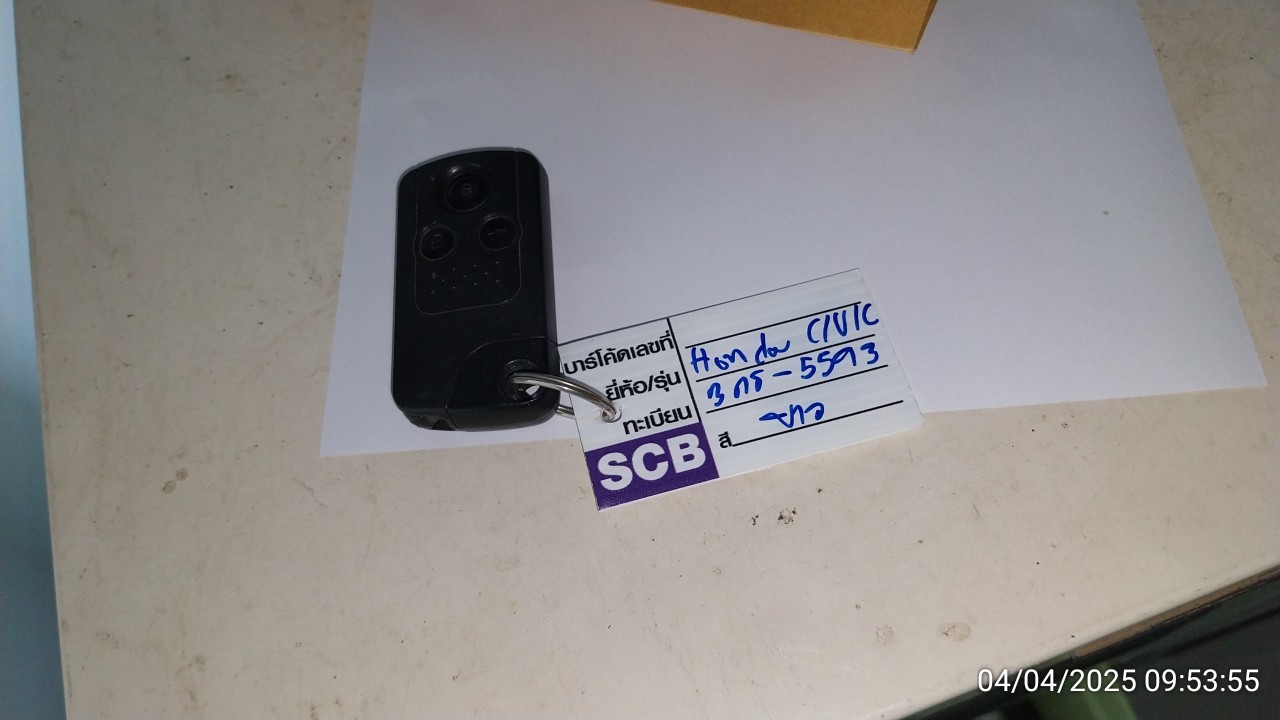 บาร์โค้ดเลขที่
ยี่ห้อ/รุ่น Honda CIVIC
ทะเบียน 3กร-5593
SCB สี ขาว
04/04/2025 09:53:55